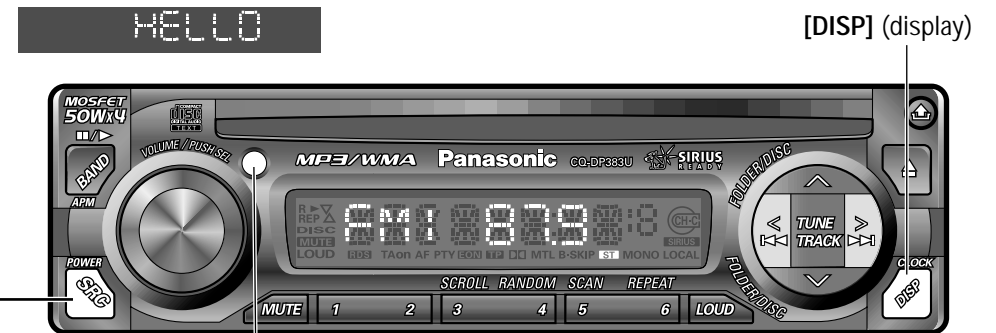 HELLO
[DISP] (display)
MOSFET
50Wx4
COMPACT
DISC
DIGITAL AUDIO
TEXT
VOLUME / PUSH SEL
BAND
APM
MP3/WMA Panasonic CQ-DP383U SIRIUS
READY
FOLDER/DISC
R
REP
DISC
MUTE
LOUD
FM1 87.9
CH-C
SIRIUS
RDS TAon AF PTY EON TP MTL B·SKIP ST MONO LOCAL
TUNE
TRACK
FOLDER/DISC
POWER
SRC
CLOCK
DISP
SCROLL RANDOM SCAN REPEAT
MUTE 1 2 3 4 5 6 LOUD